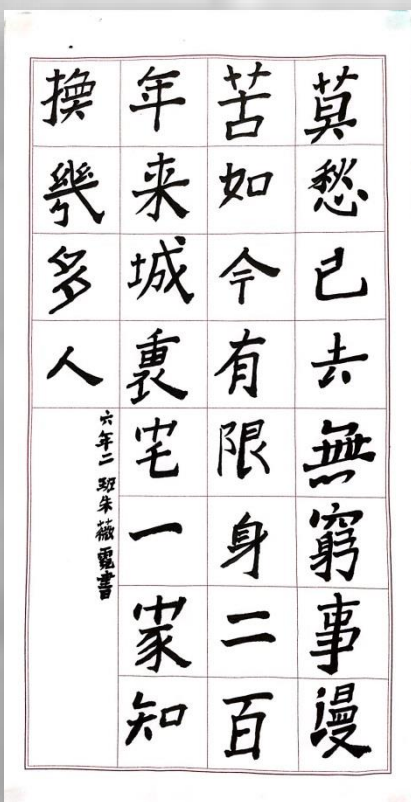 莫愁已去無窮事漫
苦如今有限身二百
年来城裏宅一家知
換幾多人
六年二班朱薇霓書